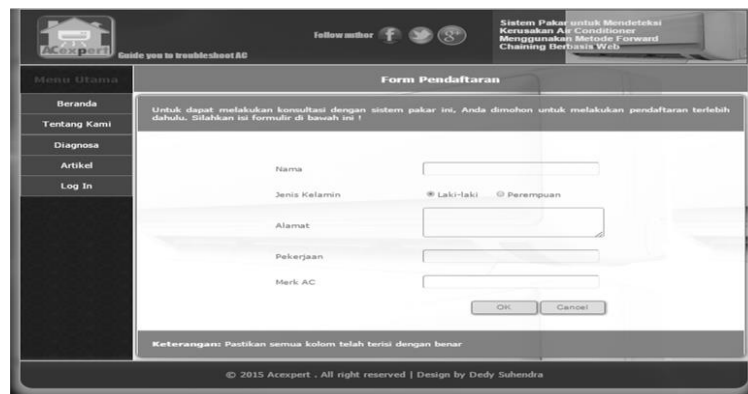 ACexpert
Guide you to troubleshoot AC
Follow author
Sistem Pakar untuk Mendeteksi
Kerusakan Air Conditioner
Menggunakan Metode Forward
Chaining Berbasis Web
Menu Utama
Beranda
Tentang Kami
Diagnosa
Artikel
Log In
Form Pendaftaran
Untuk dapat melakukan konsultasi dengan sistem pakar ini, Anda dimohon untuk melakukan pendaftaran terlebih
dahulu. Silahkan isi formulir di bawah ini !
Nama
Jenis Kelamin Laki-laki Perempuan
Alamat
Pekerjaan
Merk AC
OK Cancel
Keterangan: Pastikan semua kolom telah terisi dengan benar
© 2015 Acexpert . All right reserved | Design by Dedy Suhendra